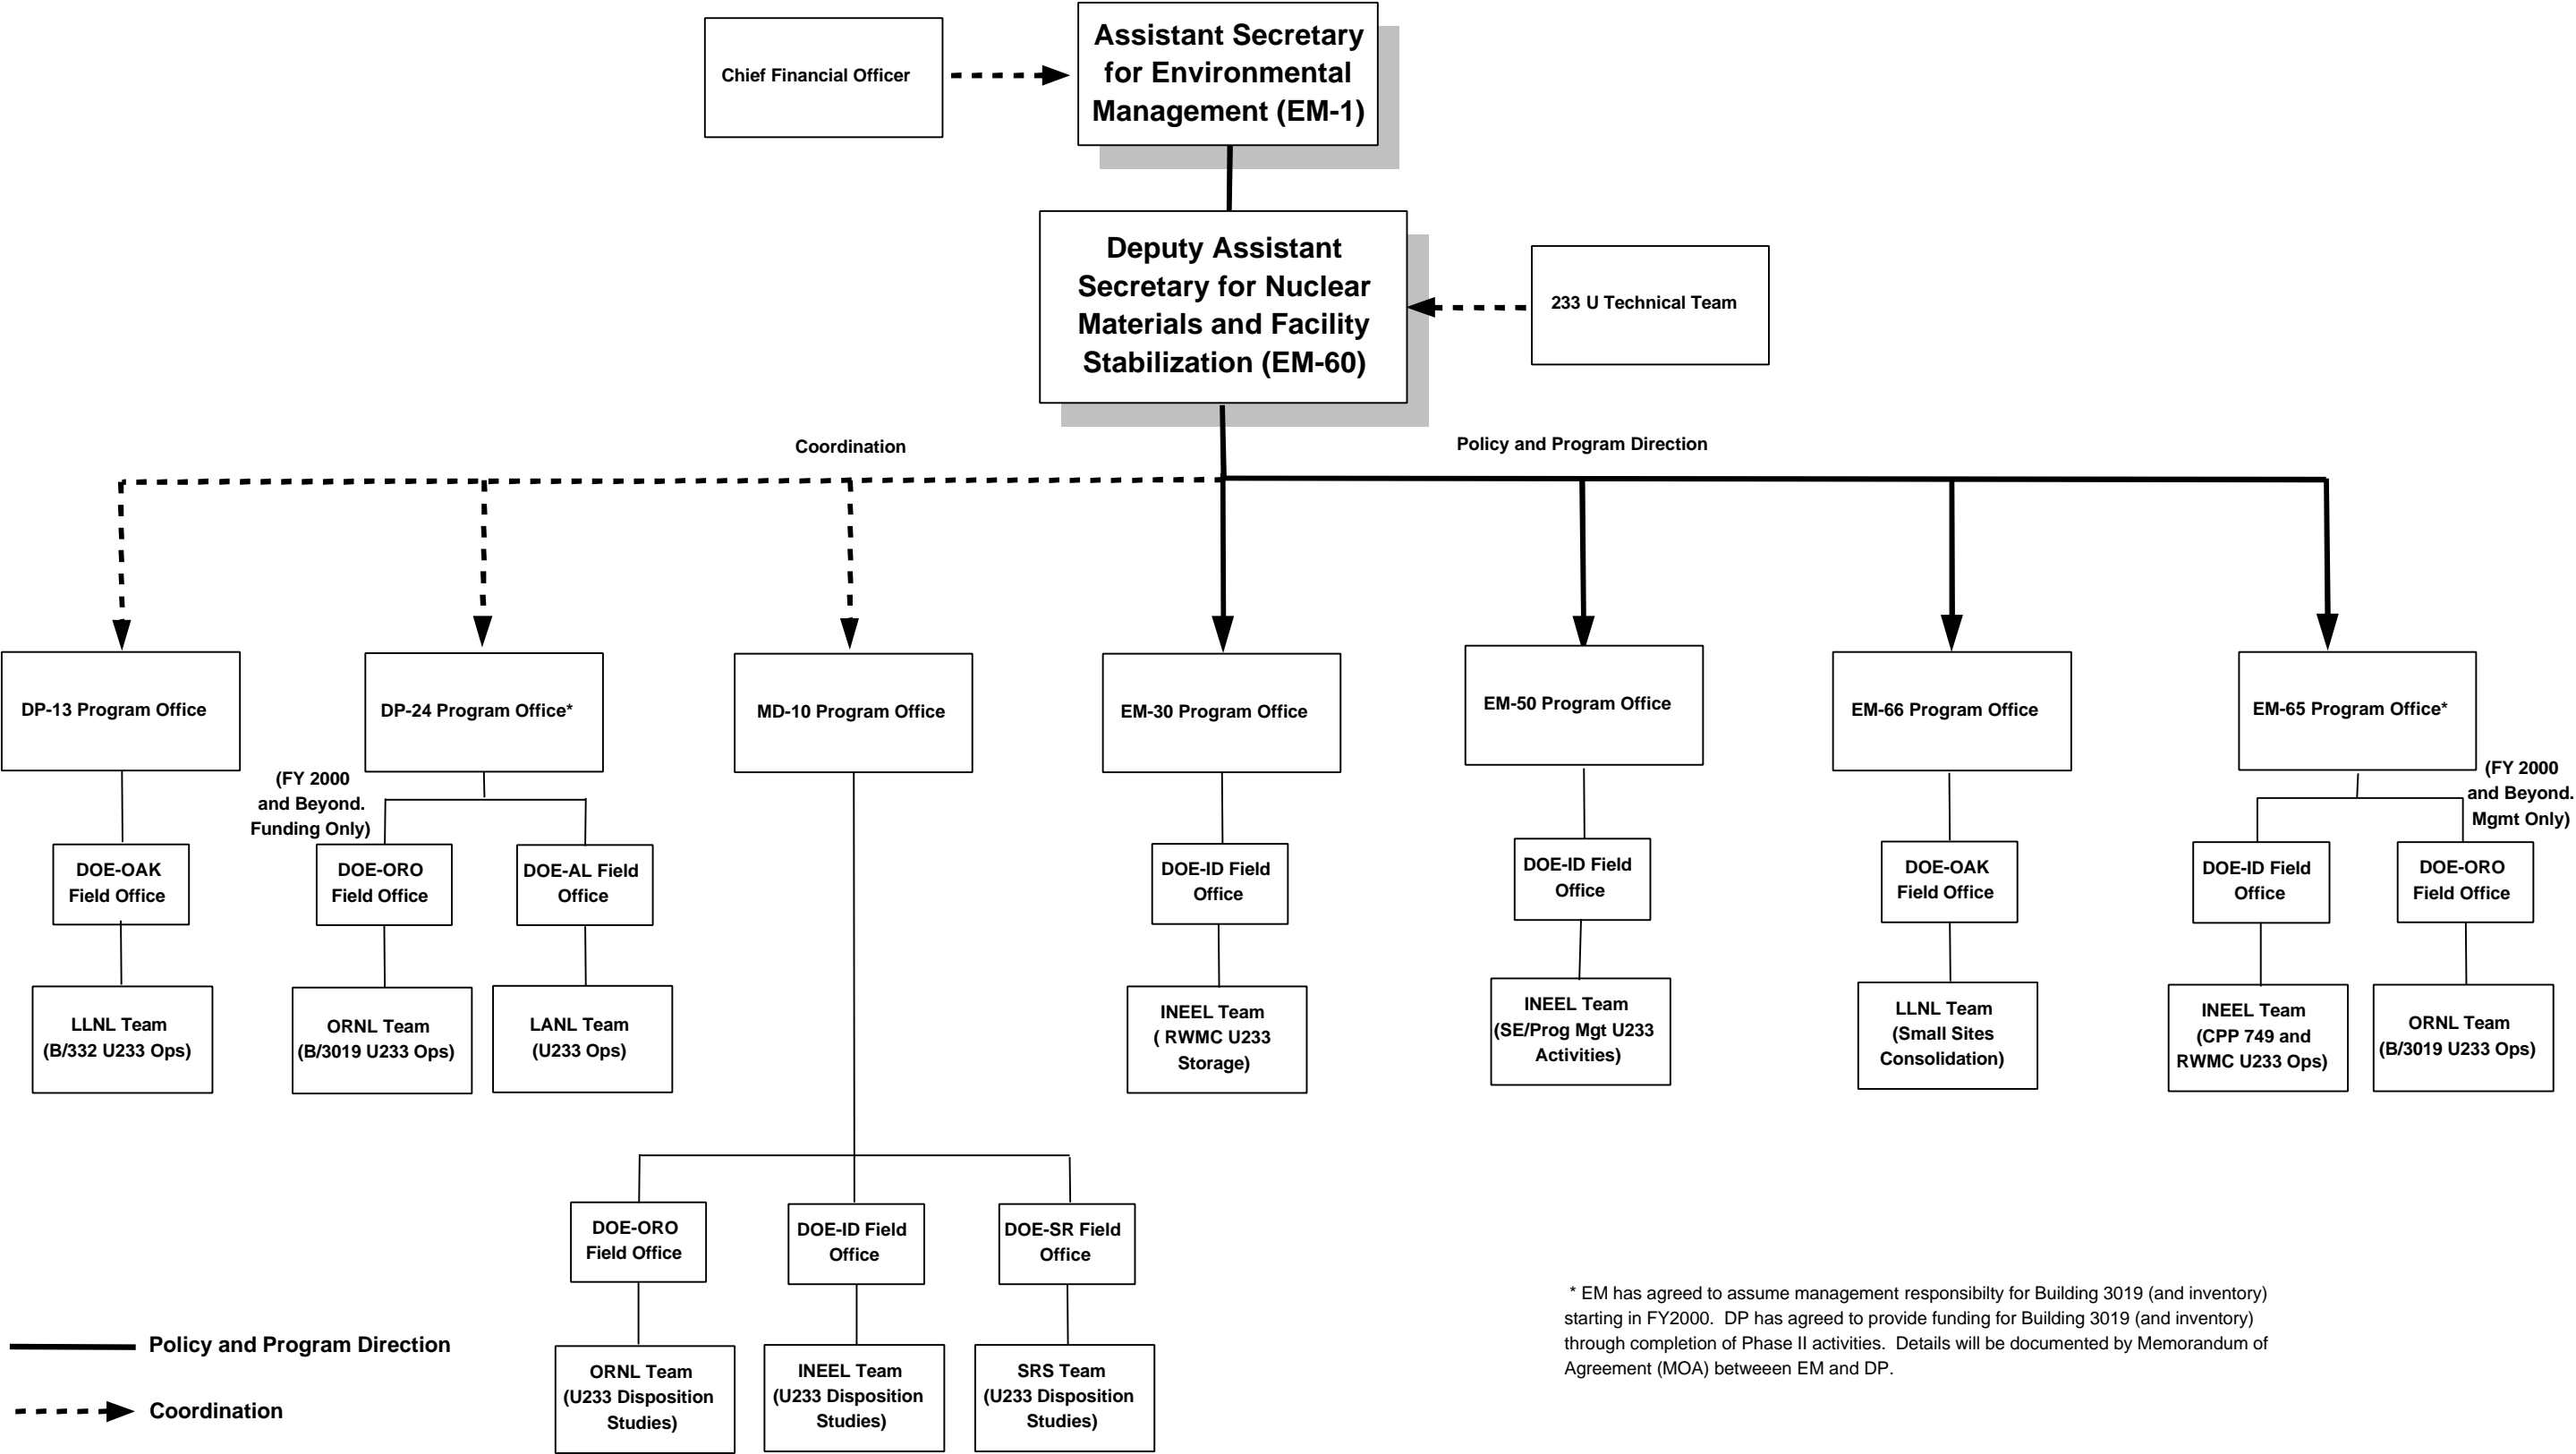 Chief Financial Officer
Assistant Secretary
for Environmental
Management (EM-1)
Deputy Assistant
Secretary for Nuclear
Materials and Facility
Stabilization (EM-60)
233 U Technical Team
Coordination
Policy and Program Direction
DP-13 Program Office
DP-24 Program Office*
MD-10 Program Office
EM-30 Program Office
EM-50 Program Office
EM-66 Program Office
EM-65 Program Office*
(FY 2000
and Beyond.
Funding Only)
(FY 2000
and Beyond.
Mgmt Only)
DOE-OAK
Field Office
DOE-ORO
Field Office
DOE-AL Field
Office
DOE-ID Field
Office
DOE-ID Field
Office
DOE-OAK
Field Office
DOE-ID Field
Office
DOE-ORO
Field Office
LLNL Team
(B/332 U233 Ops)
ORNL Team
(B/3019 U233 Ops)
LANL Team
(U233 Ops)
INEEL Team
( RWMC U233
Storage)
INEEL Team
(SE/Prog Mgt U233
Activities)
LLNL Team
(Small Sites
Consolidation)
INEEL Team
(CPP 749 and
RWMC U233 Ops)
ORNL Team
(B/3019 U233 Ops)
DOE-ORO
Field Office
DOE-ID Field
Office
DOE-SR Field
Office
ORNL Team
(U233 Disposition
Studies)
INEEL Team
(U233 Disposition
Studies)
SRS Team
(U233 Disposition
Studies)
* EM has agreed to assume management responsibilty for Building 3019 (and inventory)
starting in FY2000. DP has agreed to provide funding for Building 3019 (and inventory)
through completion of Phase II activities. Details will be documented by Memorandum of
Agreement (MOA) betweeen EM and DP.
Policy and Program Direction
Coordination